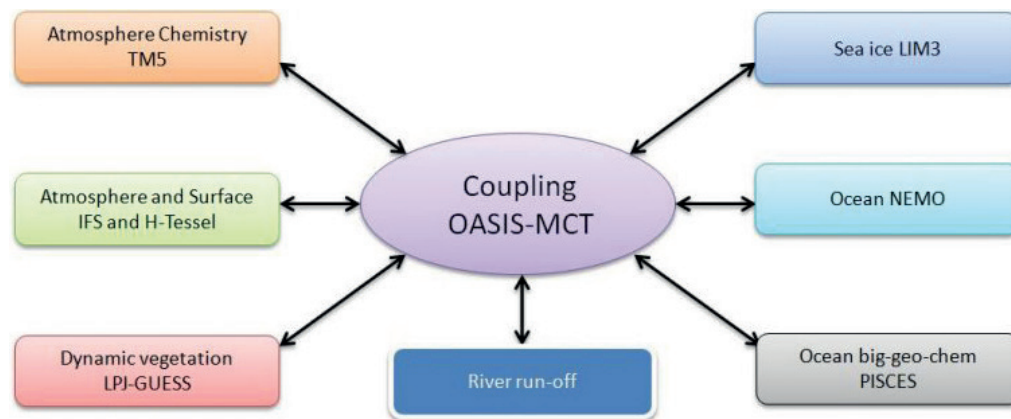 Atmosphere Chemistry
TM5
Sea ice LIM3
Coupling
OASIS-MCT
Atmosphere and Surface
IFS and H-Tessel
Ocean NEMO
Dynamic vegetation
LPJ-GUESS
River run-off
Ocean big-geo-chem
PISCES